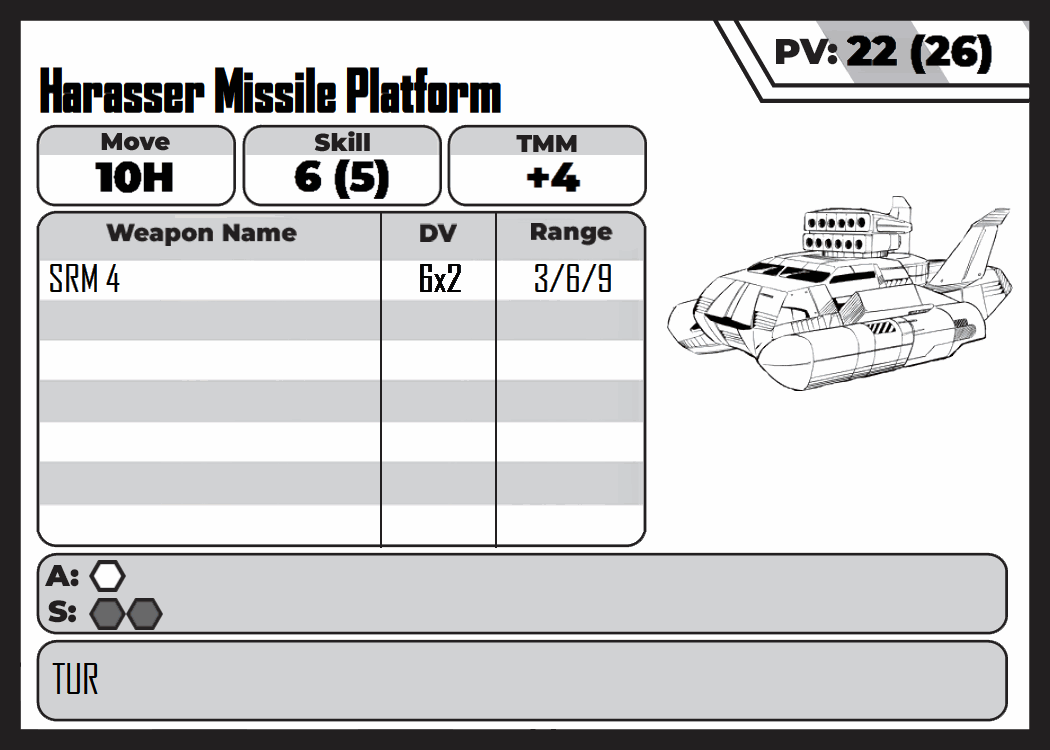 PV: 22 (26)
Harasser Missile Platform
Move Skill TMM
10H 6 (5) +4
Weapon Name DV Range
SRM 4 6x2 3/6/9
A:
S:
TUR